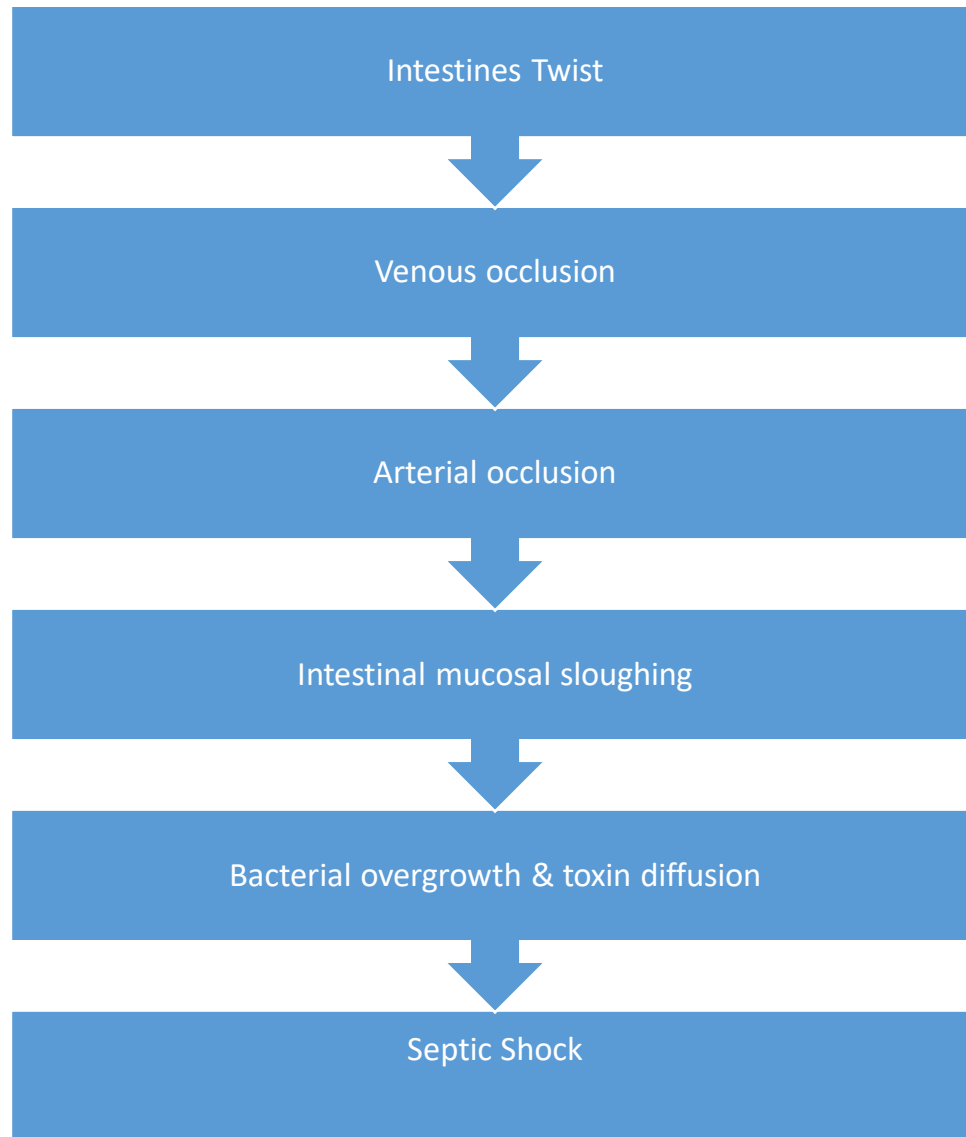 Intestines Twist
Venous occlusion
Arterial occlusion
Intestinal mucosal sloughing
Bacterial overgrowth & toxin diffusion
Septic Shock